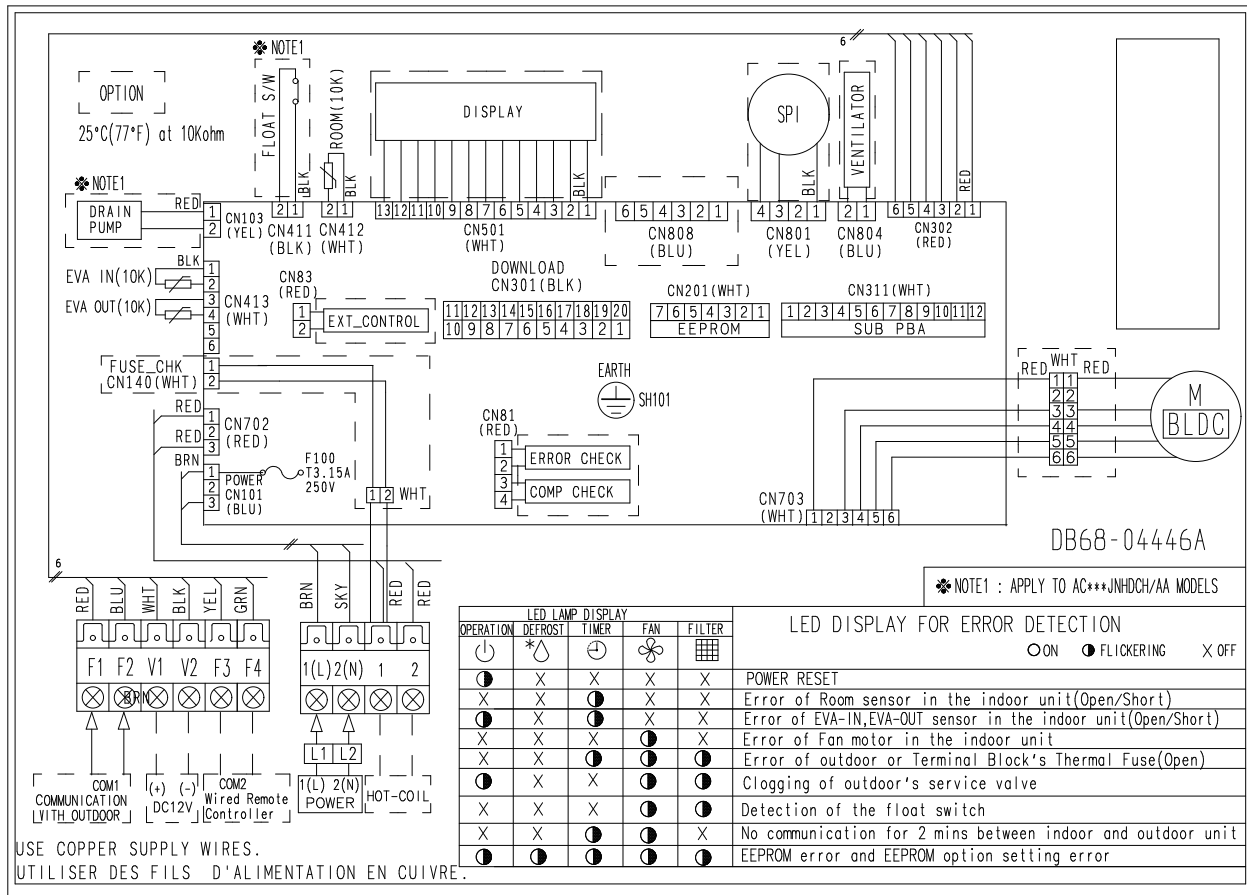 ❉ NOTE1
OPTION
25°C(77°F) at 10Kohm
FLOAT S/W
BLK
ROOM(10K)
BLK
DISPLAY
BLK
SPI
BLK
VENTILATOR
6
RED
❉ NOTE1
DRAIN PUMP
RED
1
2
CN103
(YEL)
2 1
CN411
(BLK)
2 1
CN412
(WHT)
13 12 11 10 9 8 7 6 5 4 3 2 1
CN501
(WHT)
6 5 4 3 2 1
CN808
(BLU)
4 3 2 1
CN801
(YEL)
2 1
CN804
(BLU)
6 5 4 3 2 1
CN302
(RED)
BLK
EVA IN(10K)
EVA OUT(10K)
1
2
3
4
5
6
CN413
(WHT)
CN83
(RED)
1
2
EXT_CONTROL
DOWNLOAD
CN301(BLK)
11 12 13 14 15 16 17 18 19 20
10 9 8 7 6 5 4 3 2 1
CN201(WHT)
7 6 5 4 3 2 1
EEPROM
CN311(WHT)
1 2 3 4 5 6 7 8 9 10 11 12
SUB PBA
FUSE_CHK
CN140(WHT)
1
2
EARTH
SH101
RED
RED
1
2
3
CN702
(RED)
BRN
1
2
3
POWER
CN101
(BLU)
F100
T3.15A
250V
1 2 WHT
CN81
(RED)
1
2
3
4
ERROR CHECK
COMP CHECK
RED WHT RED
1 1
2 2
3 3
4 4
5 5
6 6
M
BLDC
CN703
(WHT) 1 2 3 4 5 6
DB68-04446A
❉ NOTE1 : APPLY TO AC***JNHDCH/AA MODELS
6
RED BLU WHT BLK YEL GRN
F1 F2 V1 V2 F3 F4
BRN
BRN SKY RED RED
1(L) 2(N) 1 2
L1 L2
1(L) 2(N)
POWER
HOT-COIL
COM1
COMMUNICATION
WITH OUTDOOR
(+) (-)
DC12V
COM2
Wired Remote
Controller
USE COPPER SUPPLY WIRES.
UTILISER DES FILS D'ALIMENTATION EN CUIVRE.
LED LAMP DISPLAY
OPERATION DEFROST TIMER FAN FILTER
LED DISPLAY FOR ERROR DETECTION
○ON ◑FLICKERING X OFF
◑ X X X X POWER RESET
X X ◑ X X Error of Room sensor in the indoor unit(Open/Short)
◑ X ◑ X X Error of EVA-IN,EVA-OUT sensor in the indoor unit(Open/Short)
X X X ◑ X Error of Fan motor in the indoor unit
X X ◑ ◑ ◑ Error of outdoor or Terminal Block's Thermal Fuse(Open)
◑ X X ◑ ◑ Clogging of outdoor's service valve
X X X ◑ ◑ Detection of the float switch
X X ◑ ◑ X No communication for 2 mins between indoor and outdoor unit
◑ ◑ ◑ ◑ ◑ EEPROM error and EEPROM option setting error